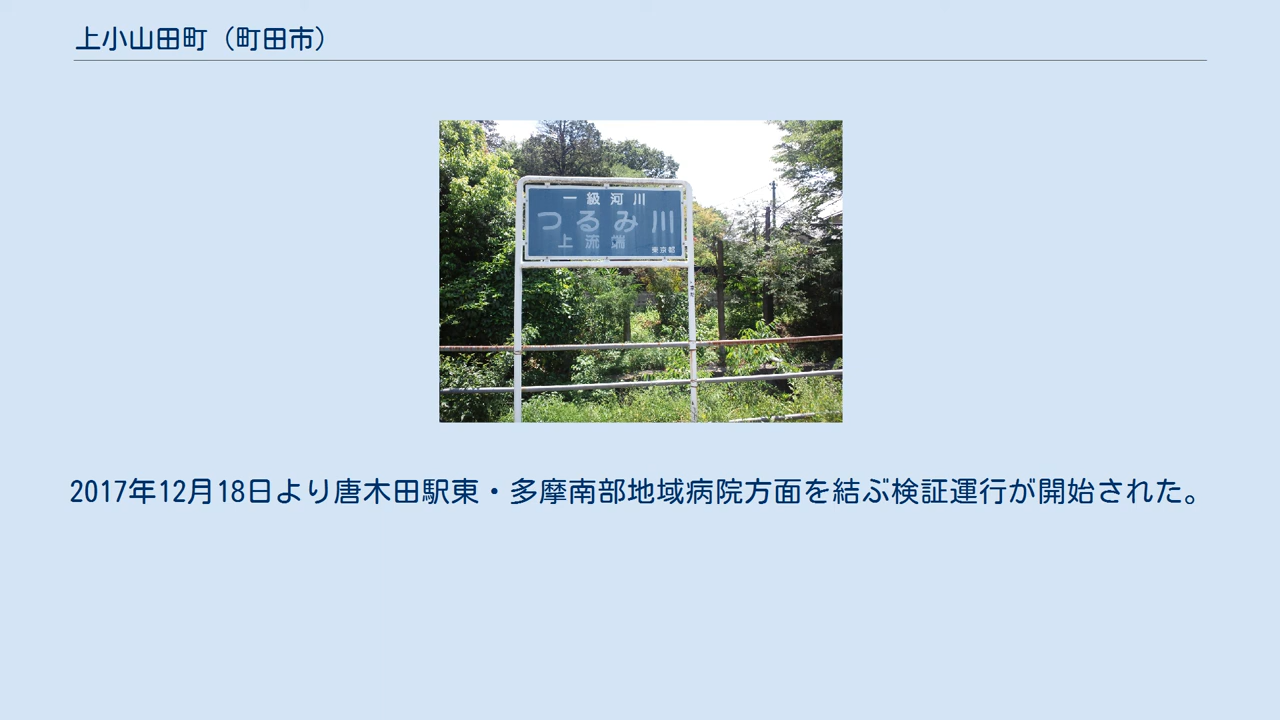 上小山田町（町田市）
一級河川
つるみ川
上流端
東京都
2017年12月18日より唐木田駅東・多摩南部地域病院方面を結ぶ検証運行が開始された。